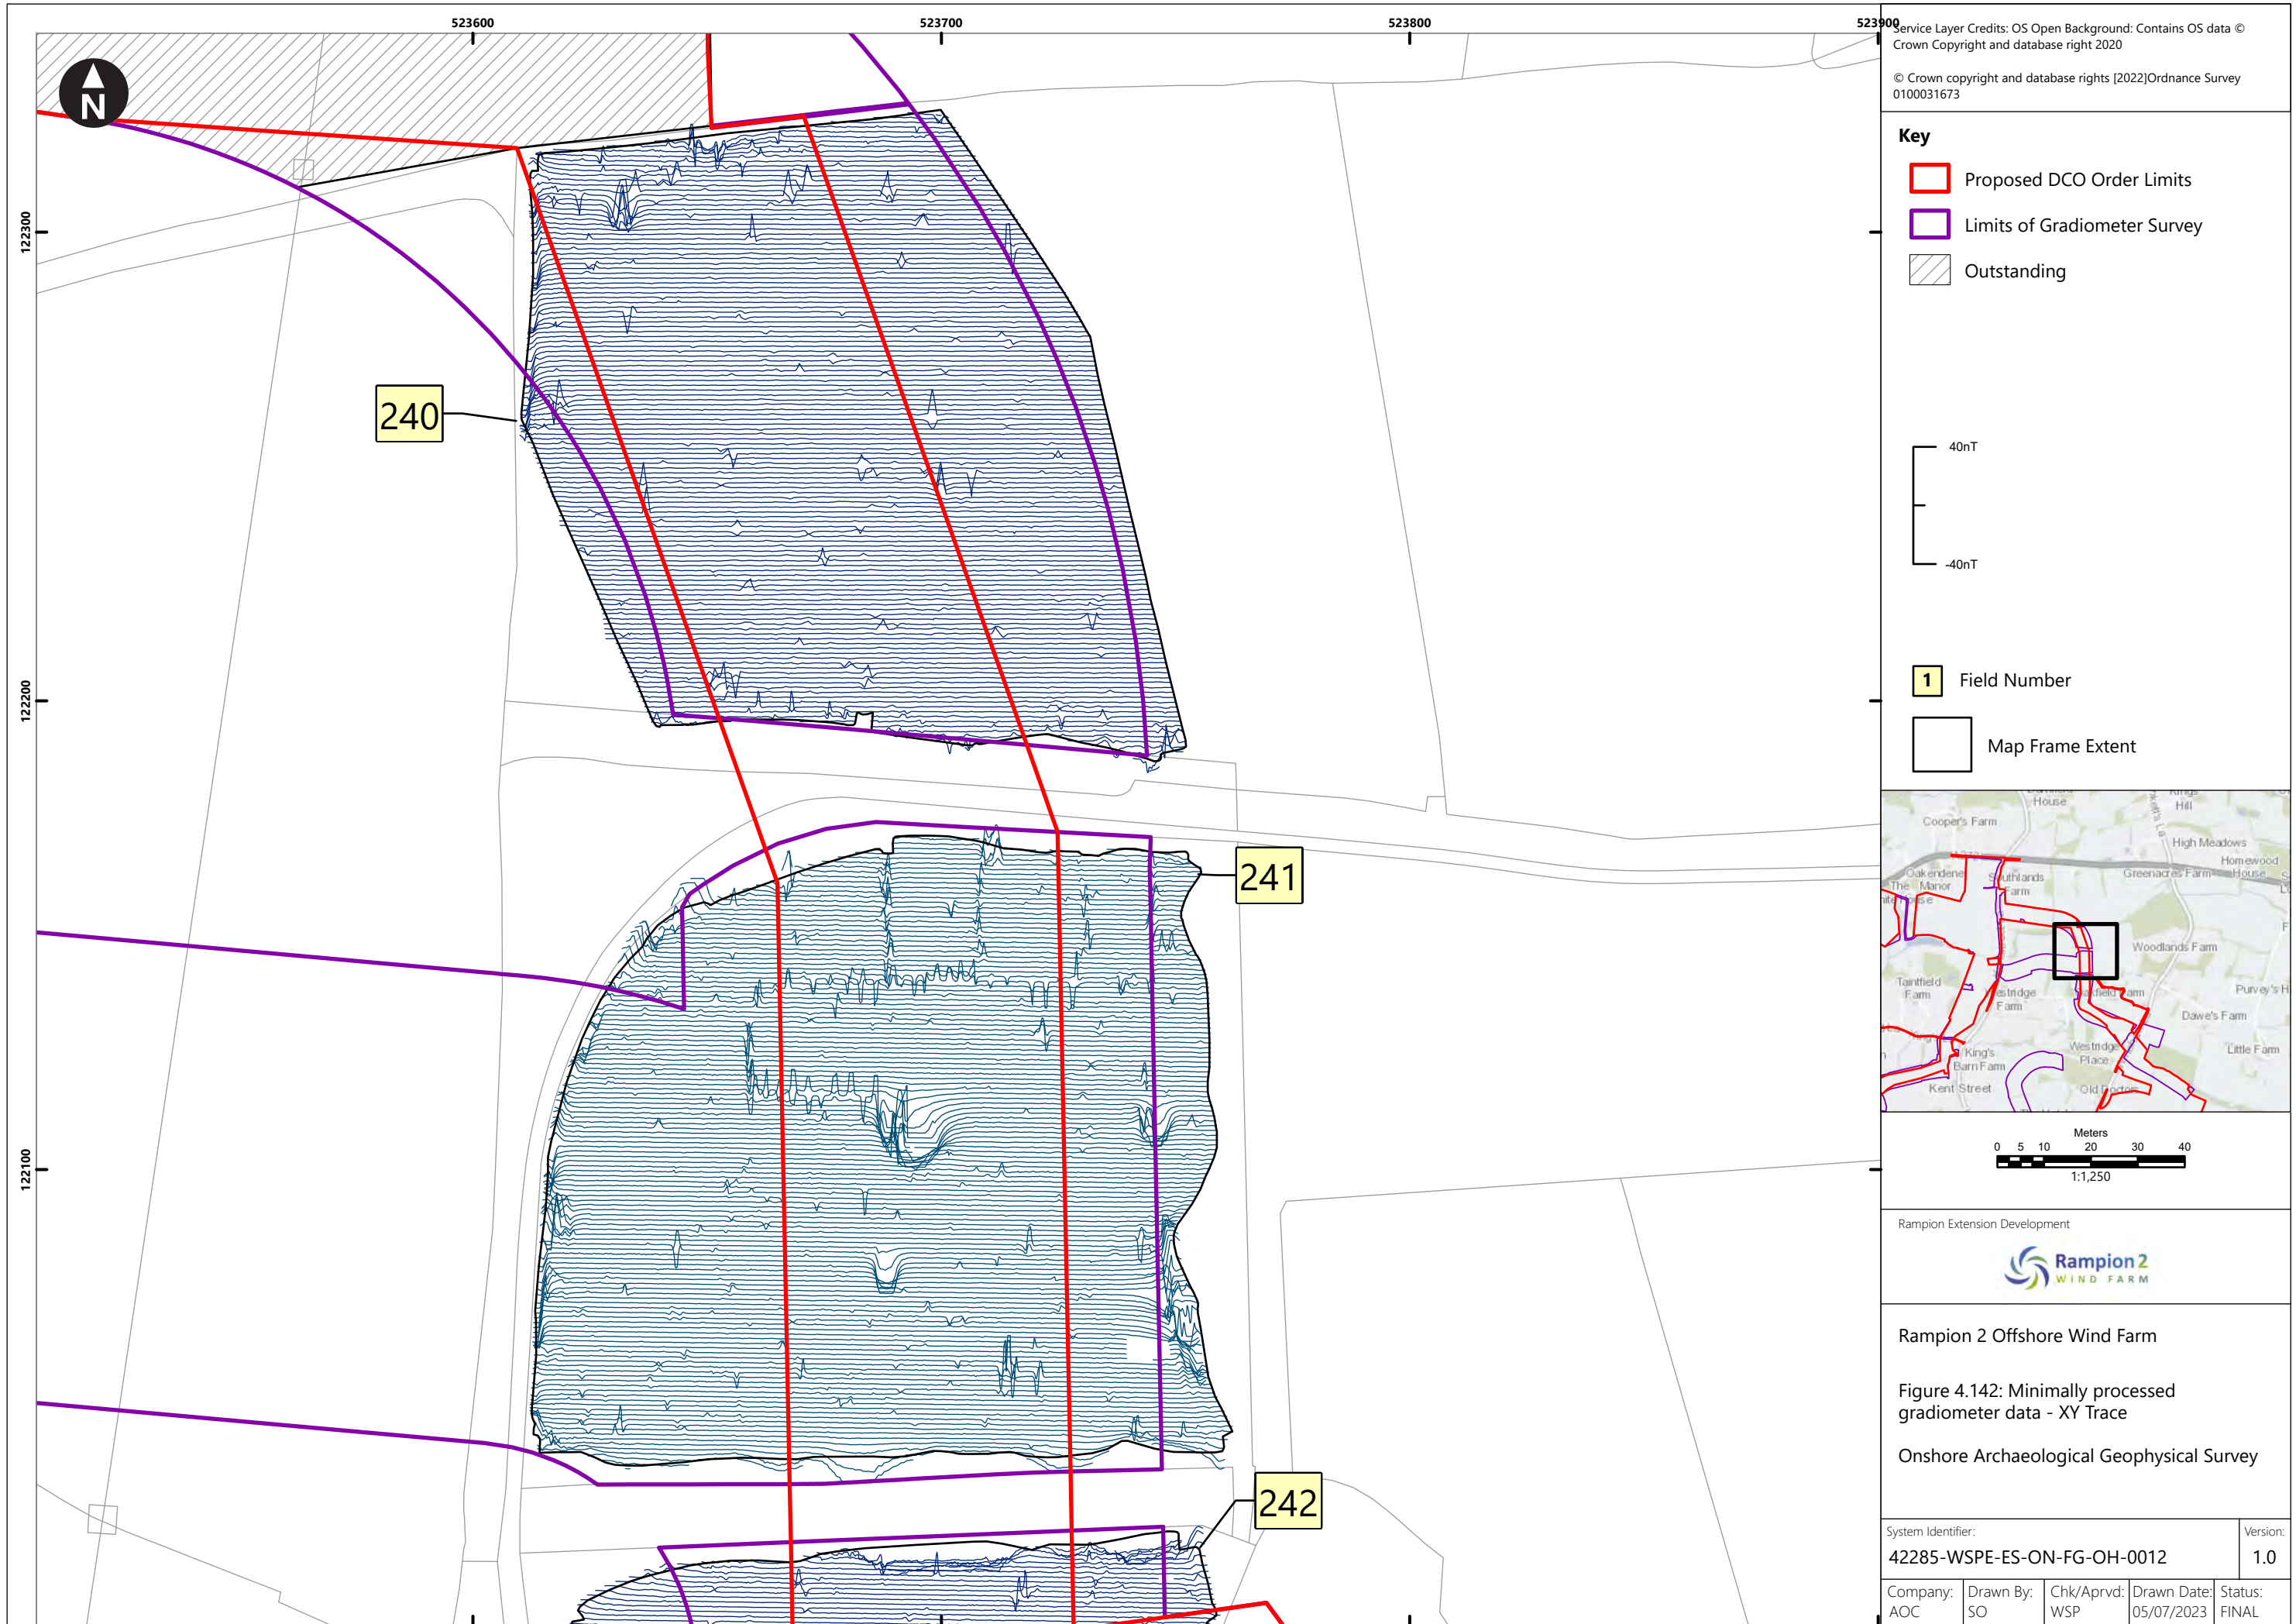 523600
523700
523800
523900
122300
122200
122100
N
240
241
242
Service Layer Credits: OS Open Background: Contains OS data ©
Crown Copyright and database right 2020
© Crown copyright and database rights [2022]Ordnance Survey
0100031673
Key
Proposed DCO Order Limits
Limits of Gradiometer Survey
Outstanding
40nT
-40nT
1 Field Number
Map Frame Extent
House
Hill
Cooper's Farm
High Meadows
Homewood
House
Oakendene
The Manor
Southlands
Farm
Greenacres Farm
Woodlands Farm
Taintfield
Farm
Westridge
Farm
Oakfield Farm
Purvey's H
Dawe's Farm
King's
Barn Farm
Westridge
Place
Little Farm
Kent Street
Old Doctors
Meters
0 5 10 20 30 40
1:1,250
Rampion Extension Development
Rampion 2
WIND FARM
Rampion 2 Offshore Wind Farm
Figure 4.142: Minimally processed
gradiometer data - XY Trace
Onshore Archaeological Geophysical Survey
System Identifier:
42285-WSPE-ES-ON-FG-OH-0012
Version:
1.0
Company:
AOC
Drawn By:
SO
Chk/Aprvd:
WSP
Drawn Date:
05/07/2023
Status:
FINAL